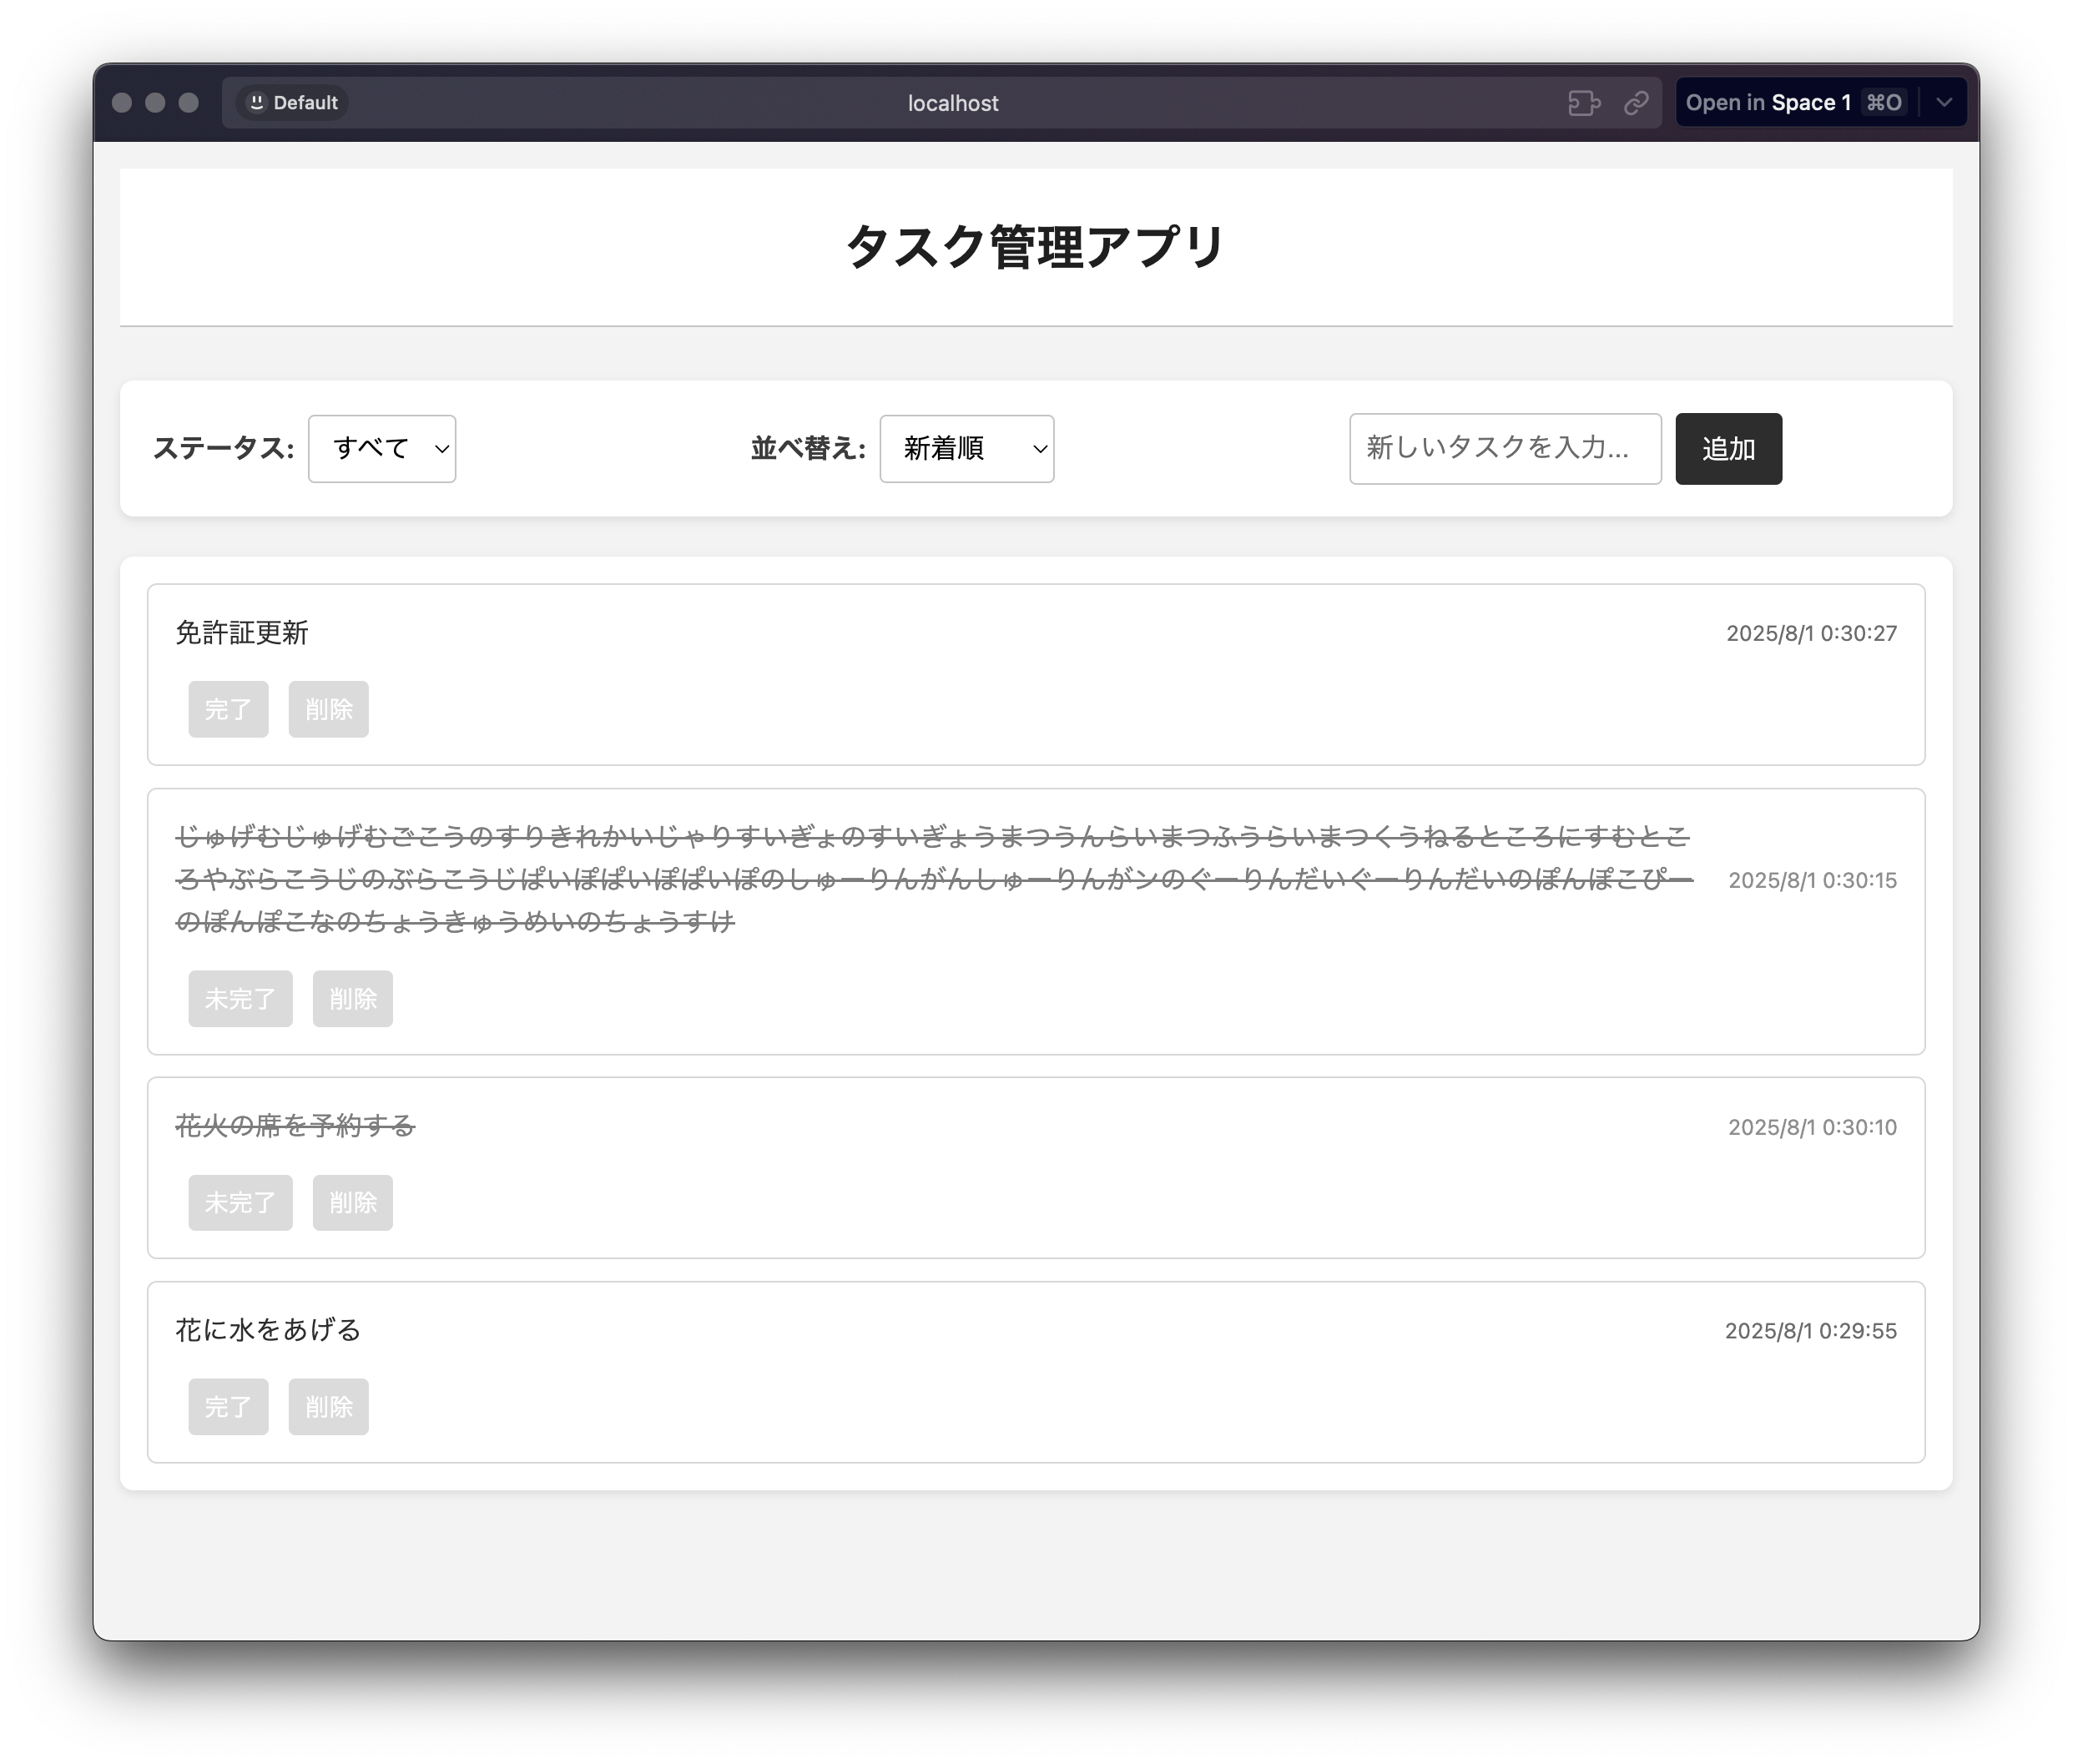 Default
localhost
Open in Space 1 ⌘O
タスク管理アプリ
ステータス: すべて 並べ替え: 新着順 新しいタスクを入力... 追加
免許証更新 2025/8/1 0:30:27
完了 削除
じゅげむじゅげむごこうのすりきれかいじゃりすいぎょのすいぎょうまつうんらいまつふうらいまつくうねるところにすむとこ
ろやぶらこうじのぶらこうじぱいぽぱいぽぱいぽのしゅーりんがんしゅーりんがンのぐーりんだいぐーりんだいのぽんぽこぴー
のぽんぽこなのちょうきゅうめいのちょうすけ
2025/8/1 0:30:15
未完了 削除
花火の席を予約する 2025/8/1 0:30:10
未完了 削除
花に水をあげる 2025/8/1 0:29:55
完了 削除